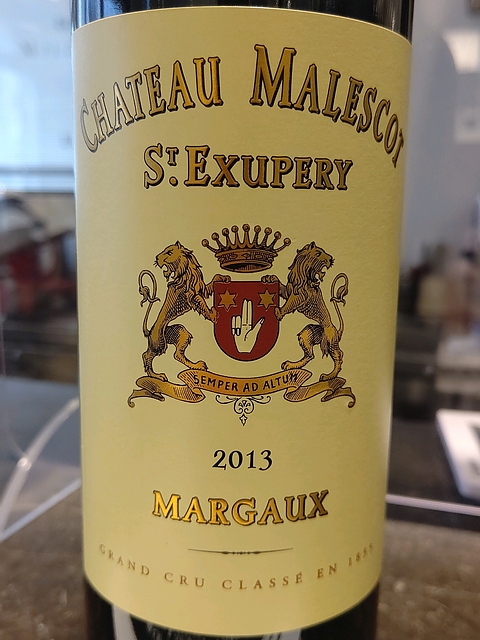 CHATEAU MALESCOT
ST. EXUPERY
SEMPER AD ALTUM
2013
MARGAUX
GRAND CRU CLASSÉ EN 1855